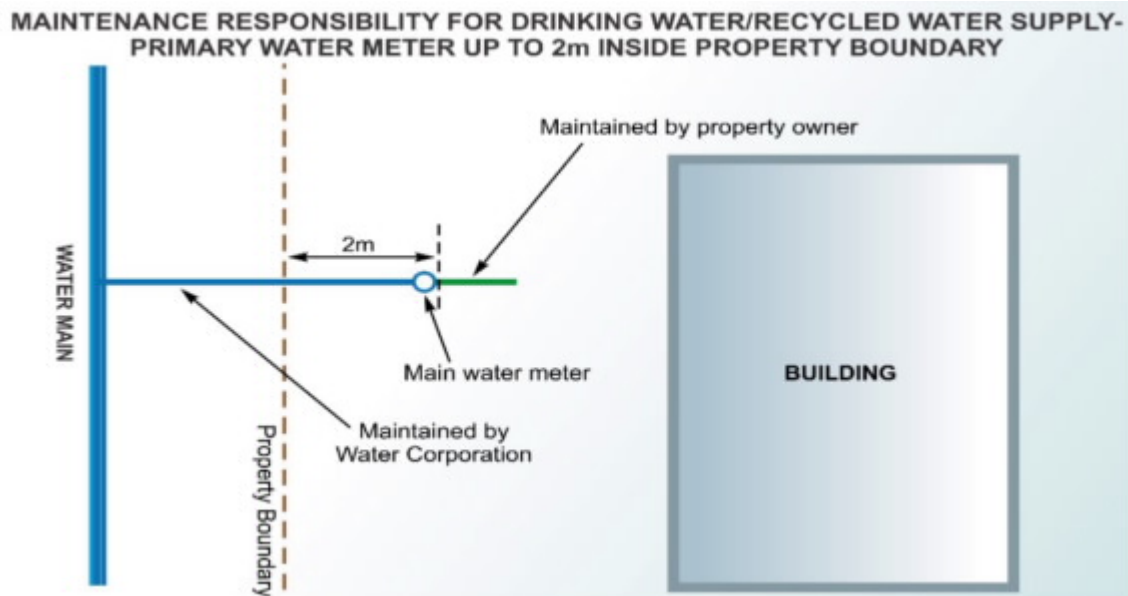 MAINTENANCE RESPONSIBILITY FOR DRINKING WATER/RECYCLED WATER SUPPLY-
PRIMARY WATER METER UP TO 2m INSIDE PROPERTY BOUNDARY
Maintained by property owner
2m
WATER MAIN
Main water meter
BUILDING
Maintained by
Water Corporation
Property Boundary